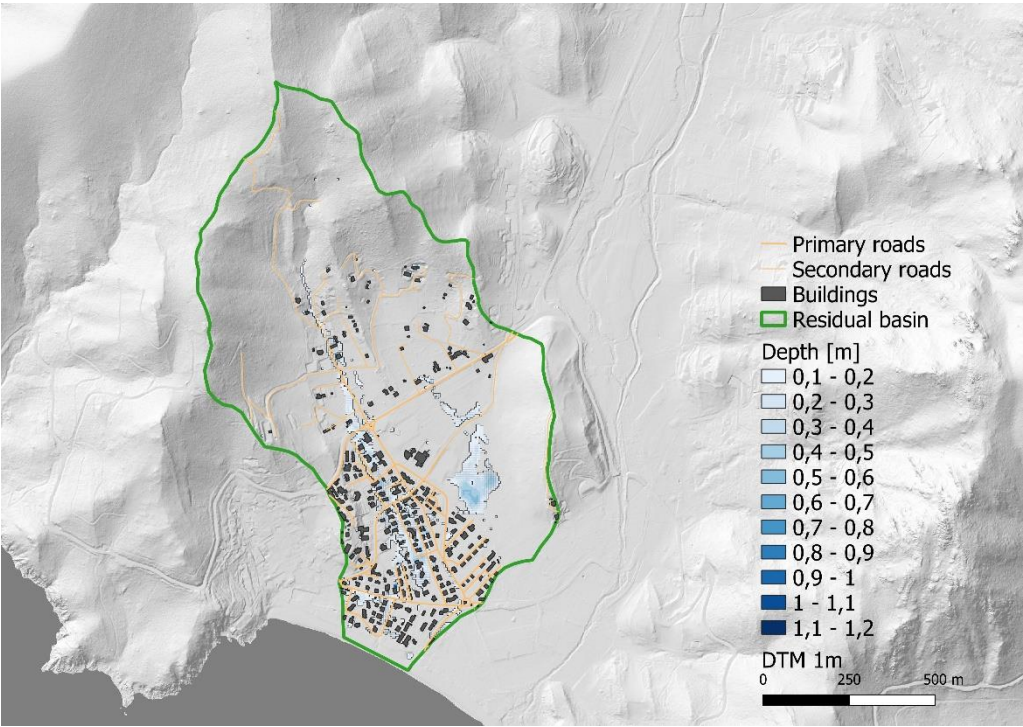 Primary roads
Secondary roads
Buildings
Residual basin
Depth [m]
0,1 - 0,2
0,2 - 0,3
0,3 - 0,4
0,4 - 0,5
0,5 - 0,6
0,6 - 0,7
0,7 - 0,8
0,8 - 0,9
0,9 - 1
1 - 1,1
1,1 - 1,2
DTM 1m
0 250 500 m